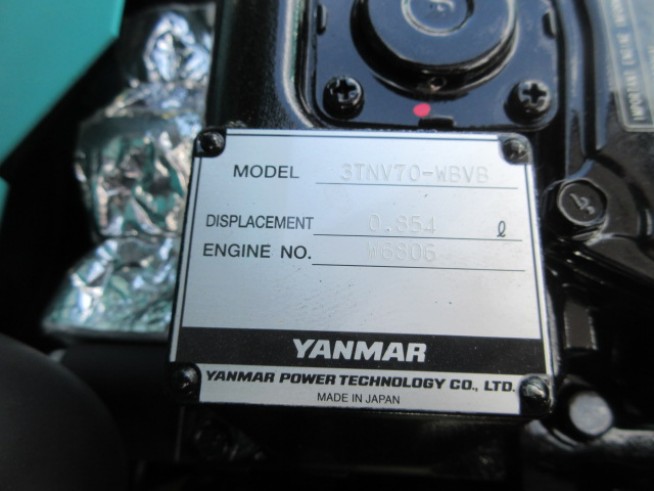 MODEL 3TNV70-WBVB
DISPLACEMENT 0.854 ℓ
ENGINE NO.
YANMAR
YANMAR POWER TECHNOLOGY CO., LTD.
MADE IN JAPAN